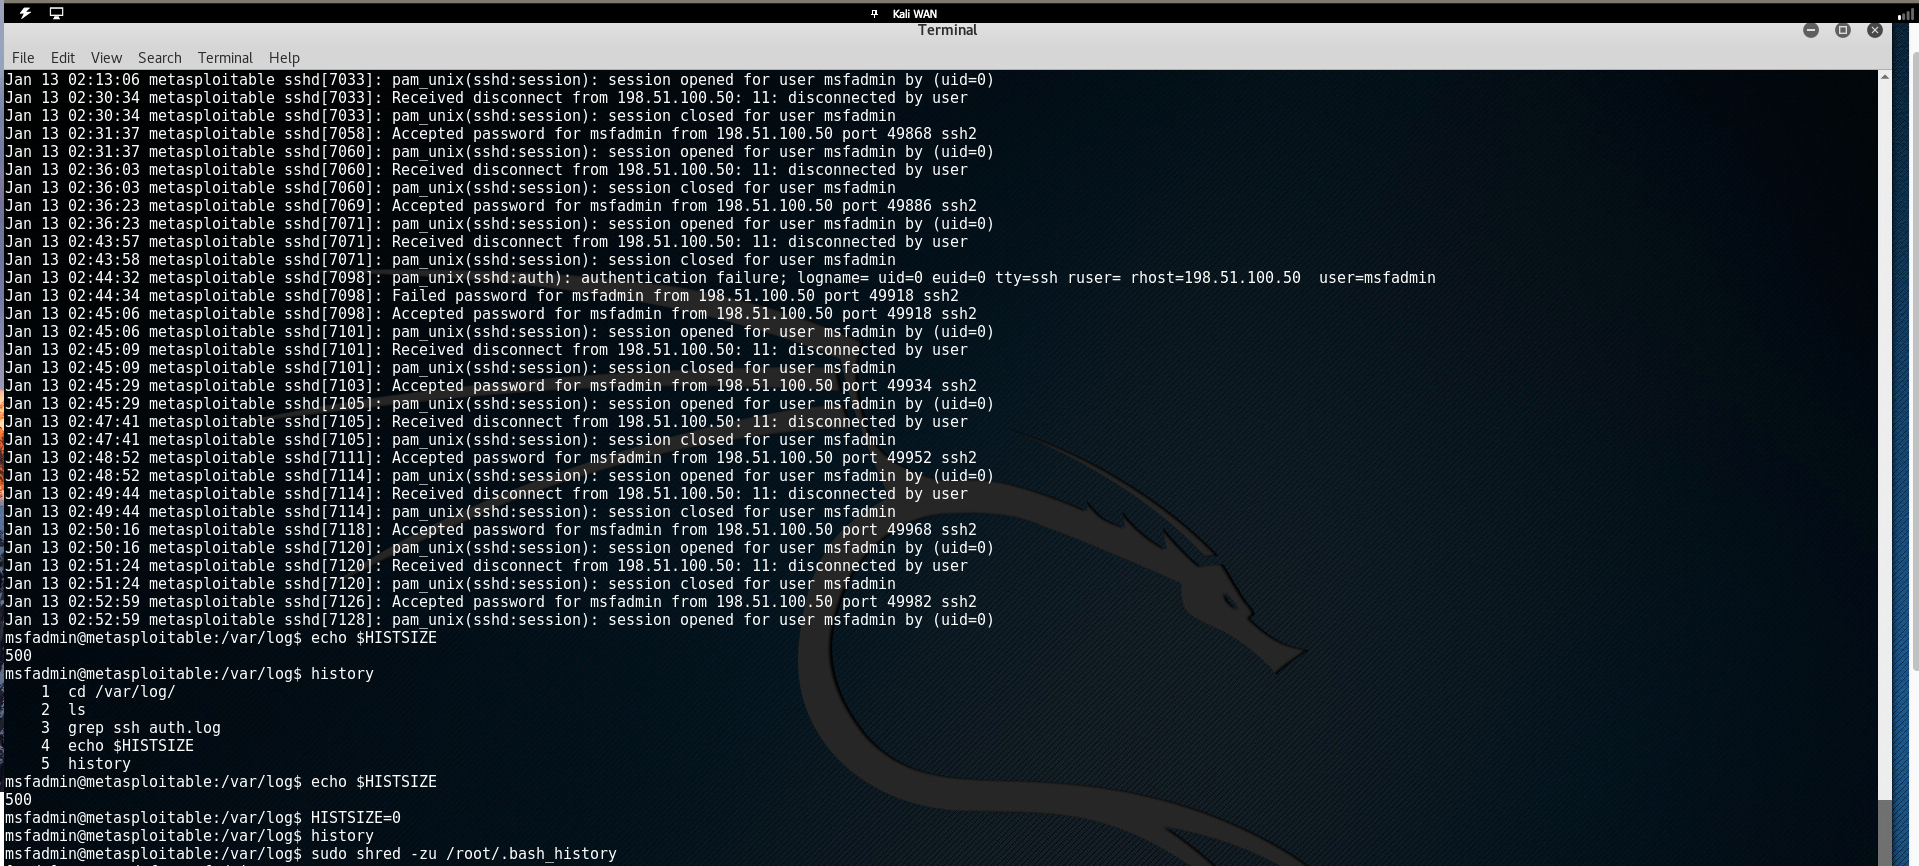 Kali WAN
Terminal
File Edit View Search Terminal Help
Jan 13 02:13:06 metasploitable sshd[7033]: pam_unix(sshd:session): session opened for user msfadmin by (uid=0)
Jan 13 02:30:34 metasploitable sshd[7033]: Received disconnect from 198.51.100.50: 11: disconnected by user
Jan 13 02:30:34 metasploitable sshd[7033]: pam_unix(sshd:session): session closed for user msfadmin
Jan 13 02:31:37 metasploitable sshd[7058]: Accepted password for msfadmin from 198.51.100.50 port 49868 ssh2
Jan 13 02:31:37 metasploitable sshd[7060]: pam_unix(sshd:session): session opened for user msfadmin by (uid=0)
Jan 13 02:36:03 metasploitable sshd[7060]: Received disconnect from 198.51.100.50: 11: disconnected by user
Jan 13 02:36:03 metasploitable sshd[7060]: pam_unix(sshd:session): session closed for user msfadmin
Jan 13 02:36:23 metasploitable sshd[7069]: Accepted password for msfadmin from 198.51.100.50 port 49886 ssh2
Jan 13 02:36:23 metasploitable sshd[7071]: pam_unix(sshd:session): session opened for user msfadmin by (uid=0)
Jan 13 02:43:57 metasploitable sshd[7071]: Received disconnect from 198.51.100.50: 11: disconnected by user
Jan 13 02:43:58 metasploitable sshd[7071]: pam_unix(sshd:session): session closed for user msfadmin
Jan 13 02:44:32 metasploitable sshd[7098]: pam_unix(sshd:auth): authentication failure; logname= uid=0 euid=0 tty=ssh ruser= rhost=198.51.100.50  user=msfadmin
Jan 13 02:44:34 metasploitable sshd[7098]: Failed password for msfadmin from 198.51.100.50 port 49918 ssh2
Jan 13 02:45:06 metasploitable sshd[7098]: Accepted password for msfadmin from 198.51.100.50 port 49918 ssh2
Jan 13 02:45:06 metasploitable sshd[7101]: pam_unix(sshd:session): session opened for user msfadmin by (uid=0)
Jan 13 02:45:09 metasploitable sshd[7101]: Received disconnect from 198.51.100.50: 11: disconnected by user
Jan 13 02:45:09 metasploitable sshd[7101]: pam_unix(sshd:session): session closed for user msfadmin
Jan 13 02:45:29 metasploitable sshd[7103]: Accepted password for msfadmin from 198.51.100.50 port 49934 ssh2
Jan 13 02:45:29 metasploitable sshd[7105]: pam_unix(sshd:session): session opened for user msfadmin by (uid=0)
Jan 13 02:47:41 metasploitable sshd[7105]: Received disconnect from 198.51.100.50: 11: disconnected by user
Jan 13 02:47:41 metasploitable sshd[7105]: pam_unix(sshd:session): session closed for user msfadmin
Jan 13 02:48:52 metasploitable sshd[7111]: Accepted password for msfadmin from 198.51.100.50 port 49952 ssh2
Jan 13 02:48:52 metasploitable sshd[7114]: pam_unix(sshd:session): session opened for user msfadmin by (uid=0)
Jan 13 02:49:44 metasploitable sshd[7114]: Received disconnect from 198.51.100.50: 11: disconnected by user
Jan 13 02:49:44 metasploitable sshd[7114]: pam_unix(sshd:session): session closed for user msfadmin
Jan 13 02:50:16 metasploitable sshd[7118]: Accepted password for msfadmin from 198.51.100.50 port 49968 ssh2
Jan 13 02:50:16 metasploitable sshd[7120]: pam_unix(sshd:session): session opened for user msfadmin by (uid=0)
Jan 13 02:51:24 metasploitable sshd[7120]: Received disconnect from 198.51.100.50: 11: disconnected by user
Jan 13 02:51:24 metasploitable sshd[7120]: pam_unix(sshd:session): session closed for user msfadmin
Jan 13 02:52:59 metasploitable sshd[7126]: Accepted password for msfadmin from 198.51.100.50 port 49982 ssh2
Jan 13 02:52:59 metasploitable sshd[7128]: pam_unix(sshd:session): session opened for user msfadmin by (uid=0)
msfadmin@metasploitable:/var/log$ echo $HISTSIZE
500
msfadmin@metasploitable:/var/log$ history
1 cd /var/log/
2 ls
3 grep ssh auth.log
4 echo $HISTSIZE
5 history
msfadmin@metasploitable:/var/log$ echo $HISTSIZE
500
msfadmin@metasploitable:/var/log$ HISTSIZE=0
msfadmin@metasploitable:/var/log$ history
msfadmin@metasploitable:/var/log$ sudo shred -zu /root/.bash_history